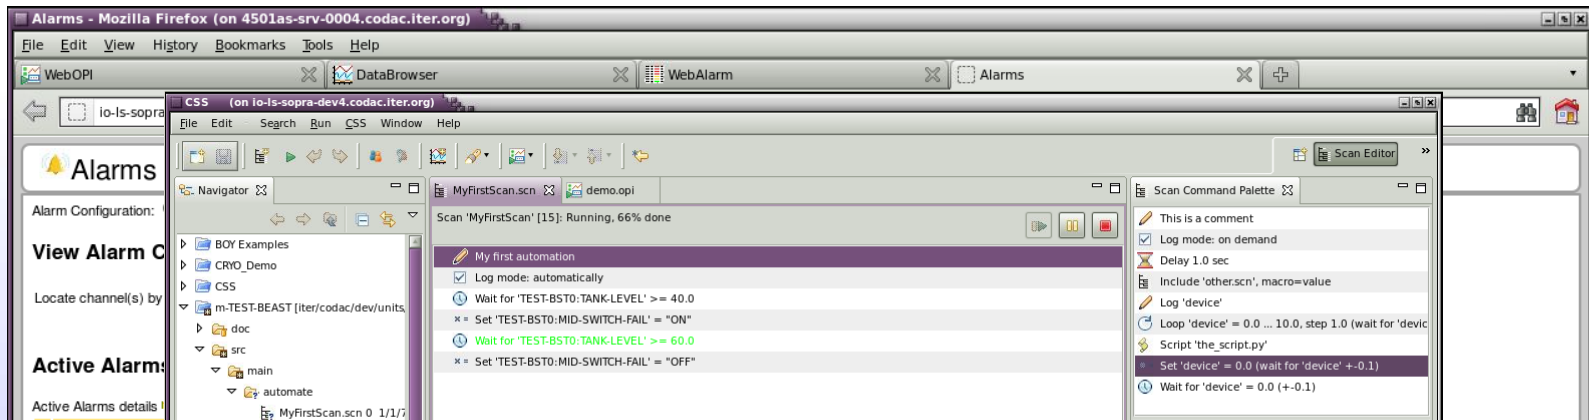 Alarms - Mozilla Firefox (on 4501as-srv-0004.codac.iter.org)
File Edit View History Bookmarks Tools Help
WebOPI DataBrowser WebAlarm Alarms
io-ls-sopra
CSS (on io-ls-sopra-dev4.codac.iter.org)
File Edit Search Run CSS Window Help
Scan Editor »
Alarms
Alarm Configuration:
View Alarm C
Locate channel(s) by
Active Alarms
Active Alarms details
Navigator
BOY Examples
CRYO_Demo
CSS
m-TEST-BEAST [iter/codac/dev/units,
doc
src
main
automate
MyFirstScan.scn 0 1/1/7
MyFirstScan.scn demo.opi
Scan 'MyFirstScan' [15]: Running, 66% done
My first automation
Log mode: automatically
Wait for 'TEST-BST0:TANK-LEVEL' >= 40.0
Set 'TEST-BST0:MID-SWITCH-FAIL' = "ON"
Wait for 'TEST-BST0:TANK-LEVEL' >= 60.0
Set 'TEST-BST0:MID-SWITCH-FAIL' = "OFF"
Scan Command Palette
This is a comment
Log mode: on demand
Delay 1.0 sec
Include 'other.scn', macro=value
Log 'device'
Loop 'device' = 0.0 ... 10.0, step 1.0 (wait for 'devic
Script 'the_script.py'
Set 'device' = 0.0 (wait for 'device' +-0.1)
Wait for 'device' = 0.0 (+-0.1)